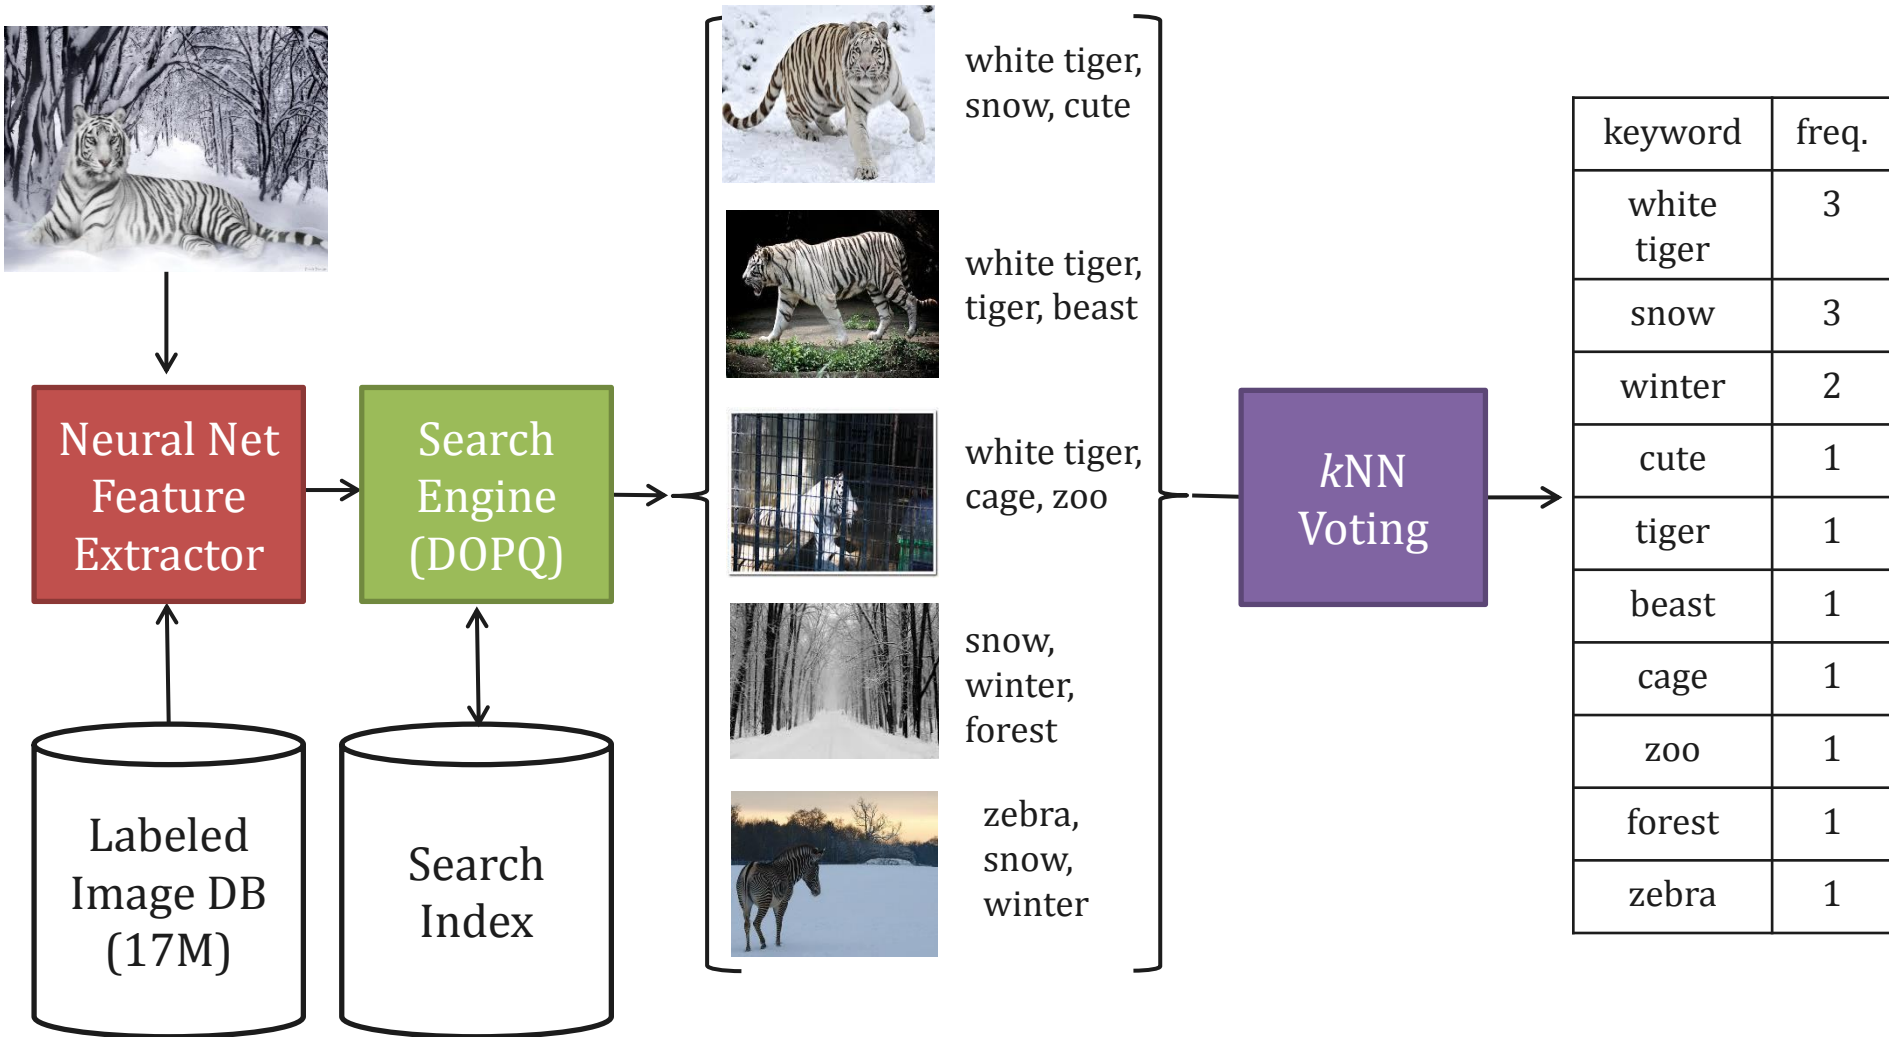 Neural Net
Feature
Extractor
Search
Engine
(DOPQ)
Labeled
Image DB
(17M)
Search
Index
white tiger,
snow, cute
white tiger,
tiger, beast
white tiger,
cage, zoo
snow,
winter,
forest
zebra,
snow,
winter
kNN
Voting
keyword freq.
white
tiger 3
snow 3
winter 2
cute 1
tiger 1
beast 1
cage 1
zoo 1
forest 1
zebra 1